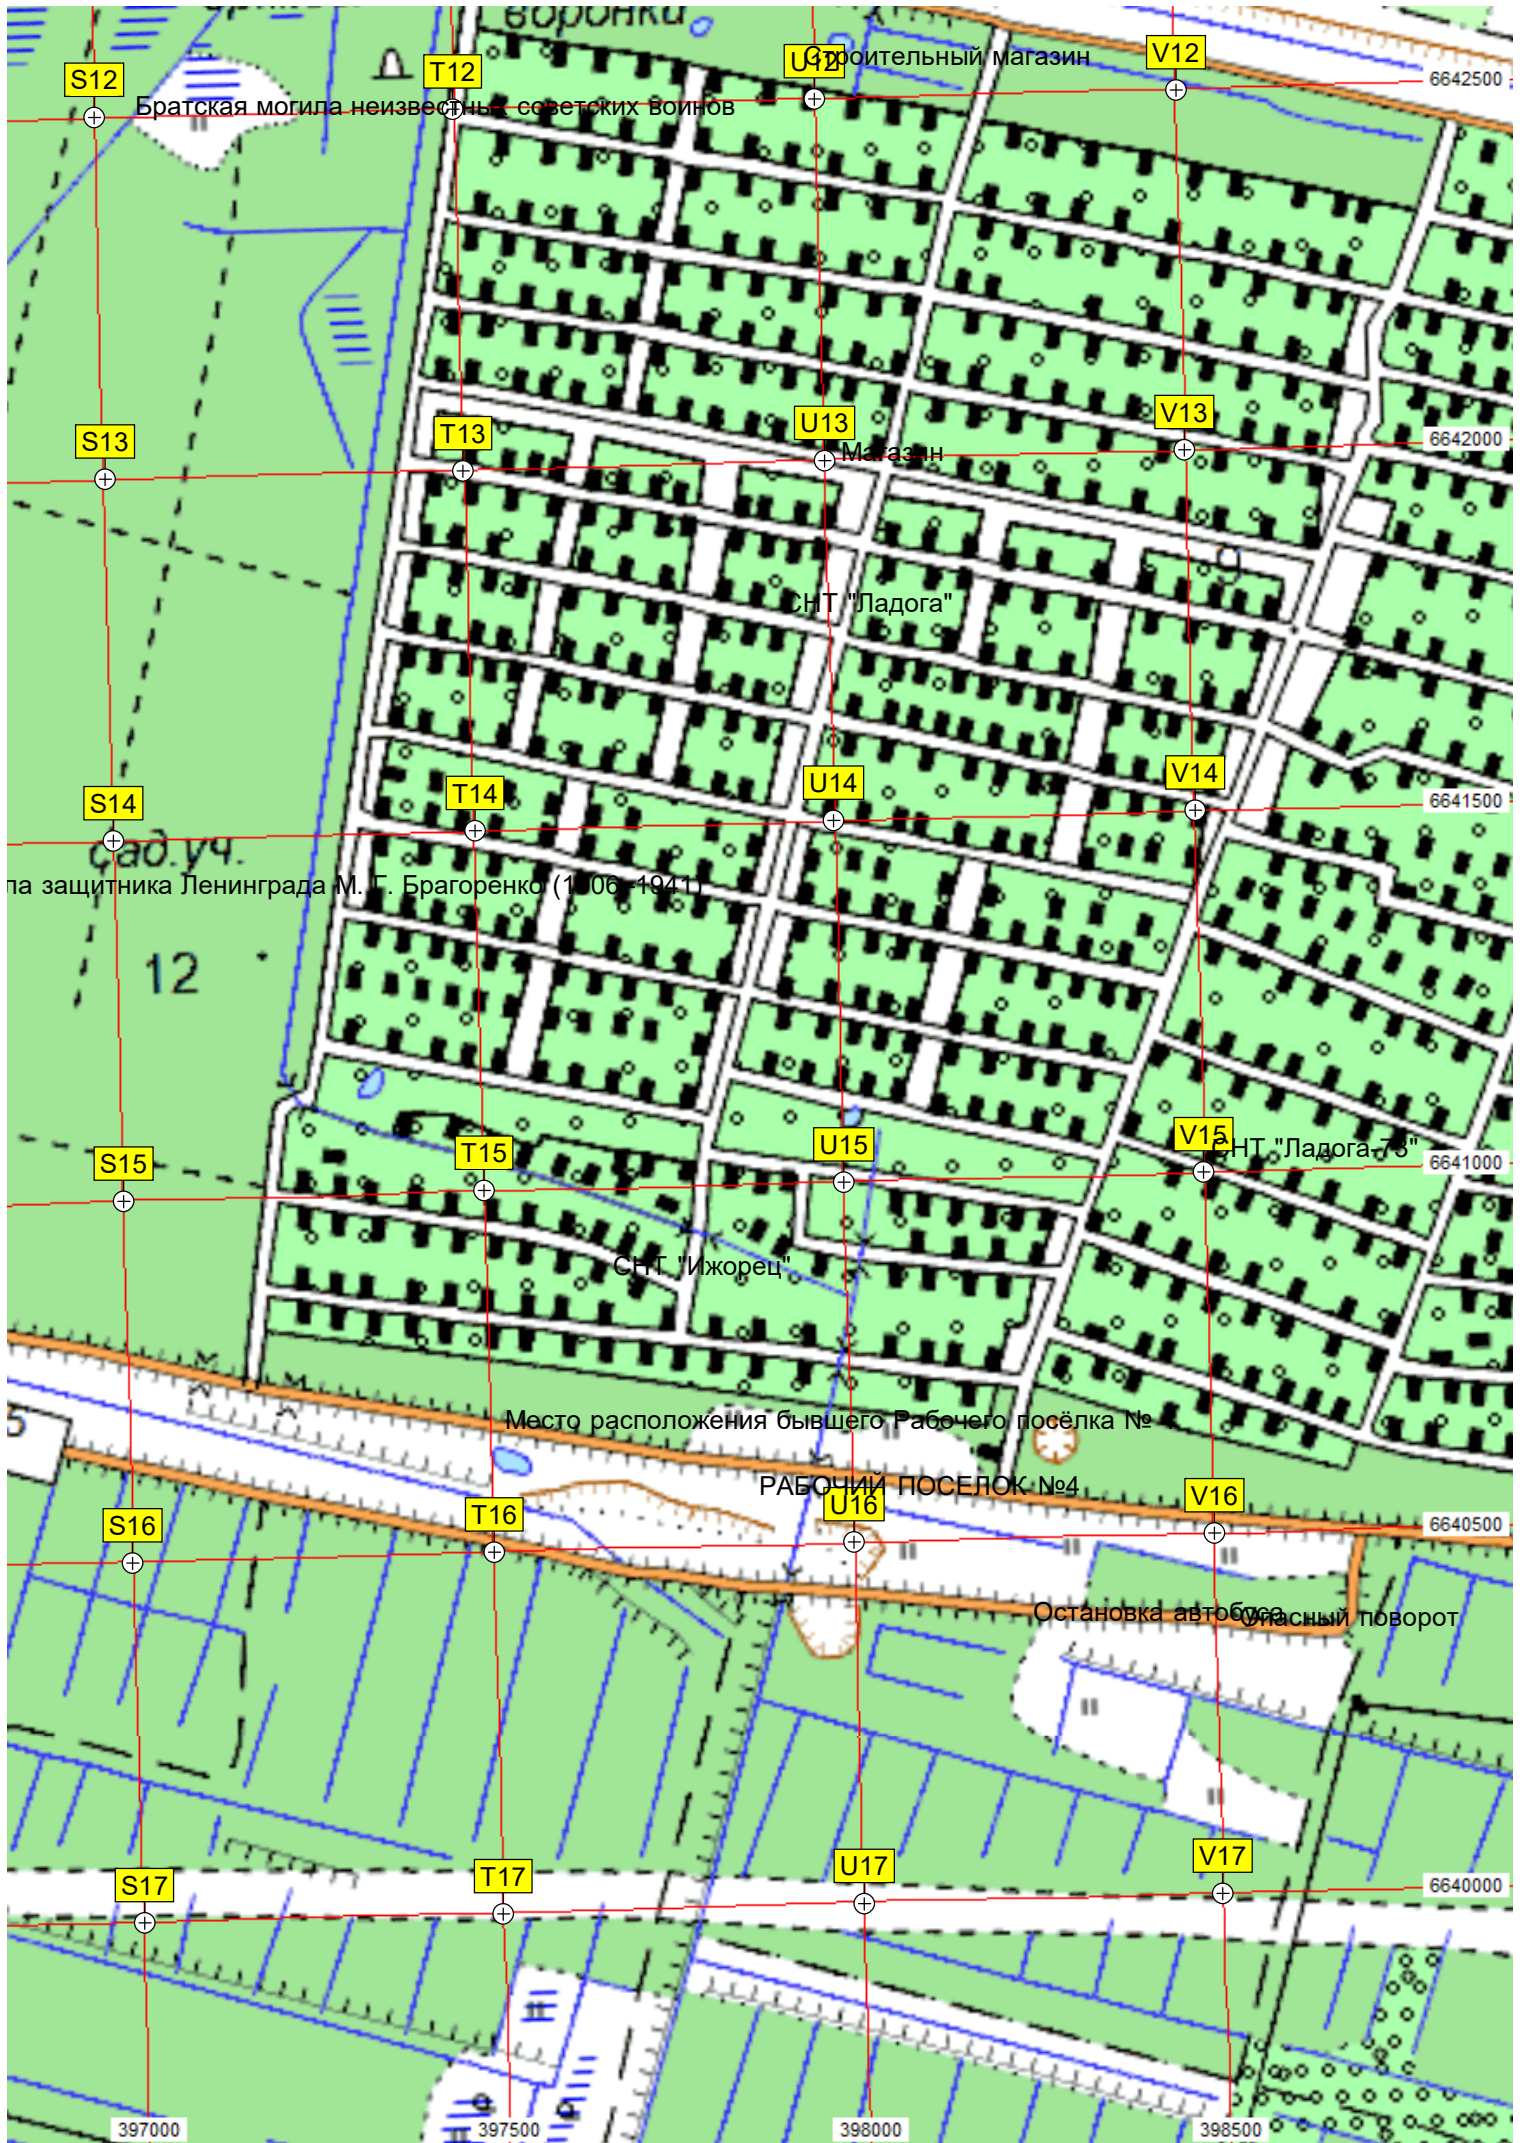 воронки
S12
T12
U12
Строительный магазин
V12
6642500
Братская могила неизвестных советских воинов
S13
T13
U13
Магазин
V13
6642000
9
СНТ "Ладога"
S14
T14
U14
V14
6641500
сад.уч.
ла защитника Ленинграда М. Г. Брагоренко (1906-1941)
12
S15
T15
U15
V15
СНТ "Ладога-73"
6641000
СНТ "Ижорец"
5
Место расположения бывшего Рабочего посёлка №
РАБОЧИЙ ПОСЕЛОК №4
S16
T16
U16
V16
6640500
Остановка автобуса
Опасный поворот
S17
T17
U17
V17
6640000
397000
397500
398000
398500